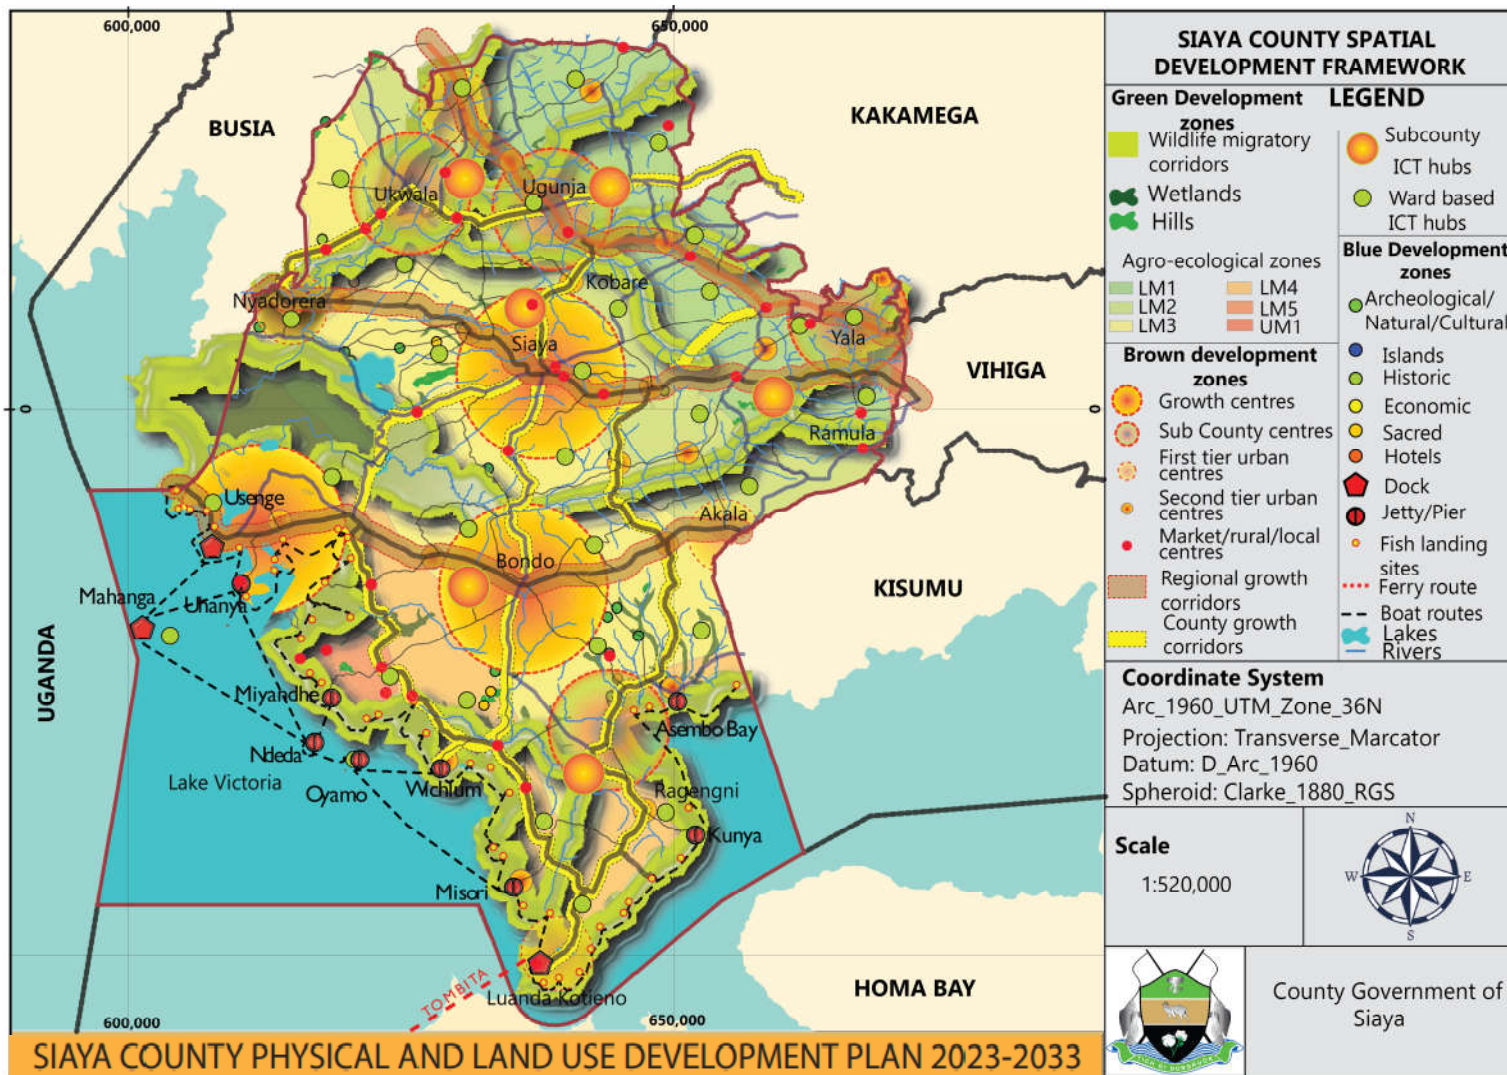 600,000
650,000
BUSIA
KAKAMEGA
Ukwala
Ugunja
Kobare
Nyadorera
Siaya
Yala
VIHIGA
0
0
Ramula
Usenge
Akala
Bondo
KISUMU
Mahanga
Uhanya
UGANDA
Miyandhe
Asembo Bay
Ndeda
Lake Victoria
Oyamo
Wichlum
Ragengni
Kunya
Misori
TOMBITA
Luanda Kotieno
HOMA BAY
600,000
650,000
SIAYA COUNTY PHYSICAL AND LAND USE DEVELOPMENT PLAN 2023-2033
SIAYA COUNTY SPATIAL
DEVELOPMENT FRAMEWORK
LEGEND
Green Development
zones
Wildlife migratory
corridors
Wetlands
Hills
Agro-ecological zones
LM1
LM2
LM3
LM4
LM5
UM1
Brown development
zones
Growth centres
Sub County centres
First tier urban
centres
Second tier urban
centres
Market/rural/local
centres
Regional growth
corridors
County growth
corridors
Subcounty
ICT hubs
Ward based
ICT hubs
Blue Development
zones
Archeological/
Natural/Cultural
Islands
Historic
Economic
Sacred
Hotels
Dock
Jetty/Pier
Fish landing
sites
Ferry route
Boat routes
Lakes
Rivers
Coordinate System
Arc_1960_UTM_Zone_36N
Projection: Transverse_Marcator
Datum: D_Arc_1960
Spheroid: Clarke_1880_RGS
Scale
1:520,000
N
W
E
S
County Government of
Siaya